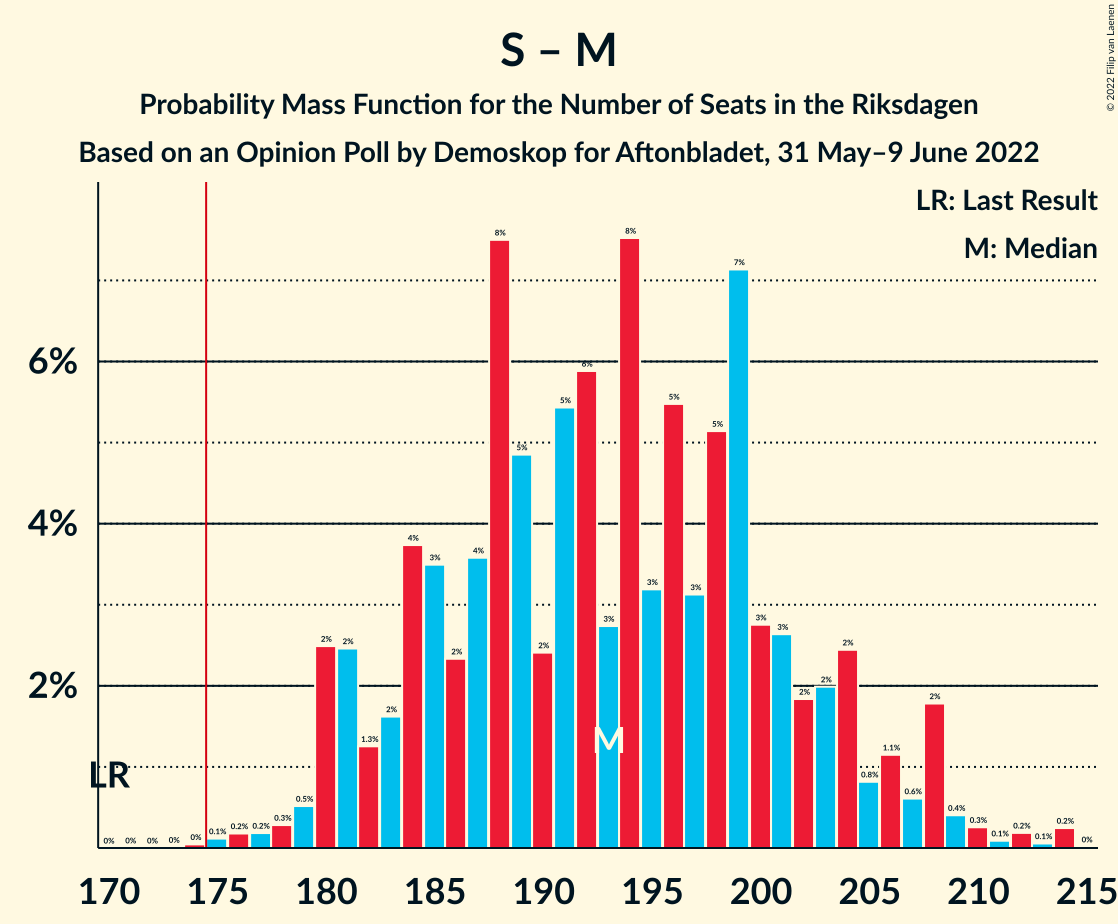 S – M
Probability Mass Function for the Number of Seats in the Riksdagen
Based on an Opinion Poll by Demoskop for Aftonbladet, 31 May–9 June 2022
© 2022 Filip van Laenen
LR: Last Result
M: Median
6%
4%
2%
0% 0% 0% 0% 0% 0.1% 0.2% 0.2% 0.3% 0.5% 2% 2% 1.3% 2% 4% 3% 2% 4% 8% 5% 2% 5% 6% 3% 8% 3% 5% 3% 5% 7% 3% 3% 2% 2% 2% 0.8% 1.1% 0.6% 2% 0.4% 0.3% 0.1% 0.2% 0.1% 0.2% 0%
M
LR
170 175 180 185 190 195 200 205 210 215